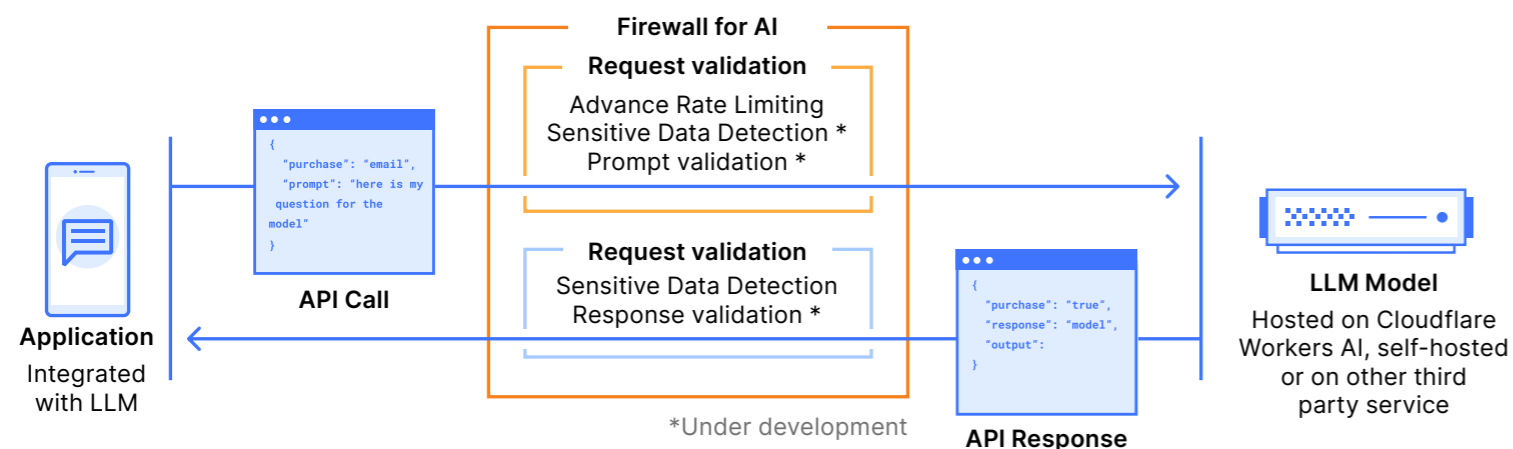 Firewall for AI
Request validation
Advance Rate Limiting
Sensitive Data Detection *
Prompt validation *
{
"purchase": "email",
"prompt": "here is my
question for the
model"
}
API Call
Application
Integrated
with LLM
Request validation
Sensitive Data Detection
Response validation *
*Under development
{
"purchase": "true",
"response": "model",
"output":
}
API Response
LLM Model
Hosted on Cloudflare
Workers AI, self-hosted
or on other third
party service